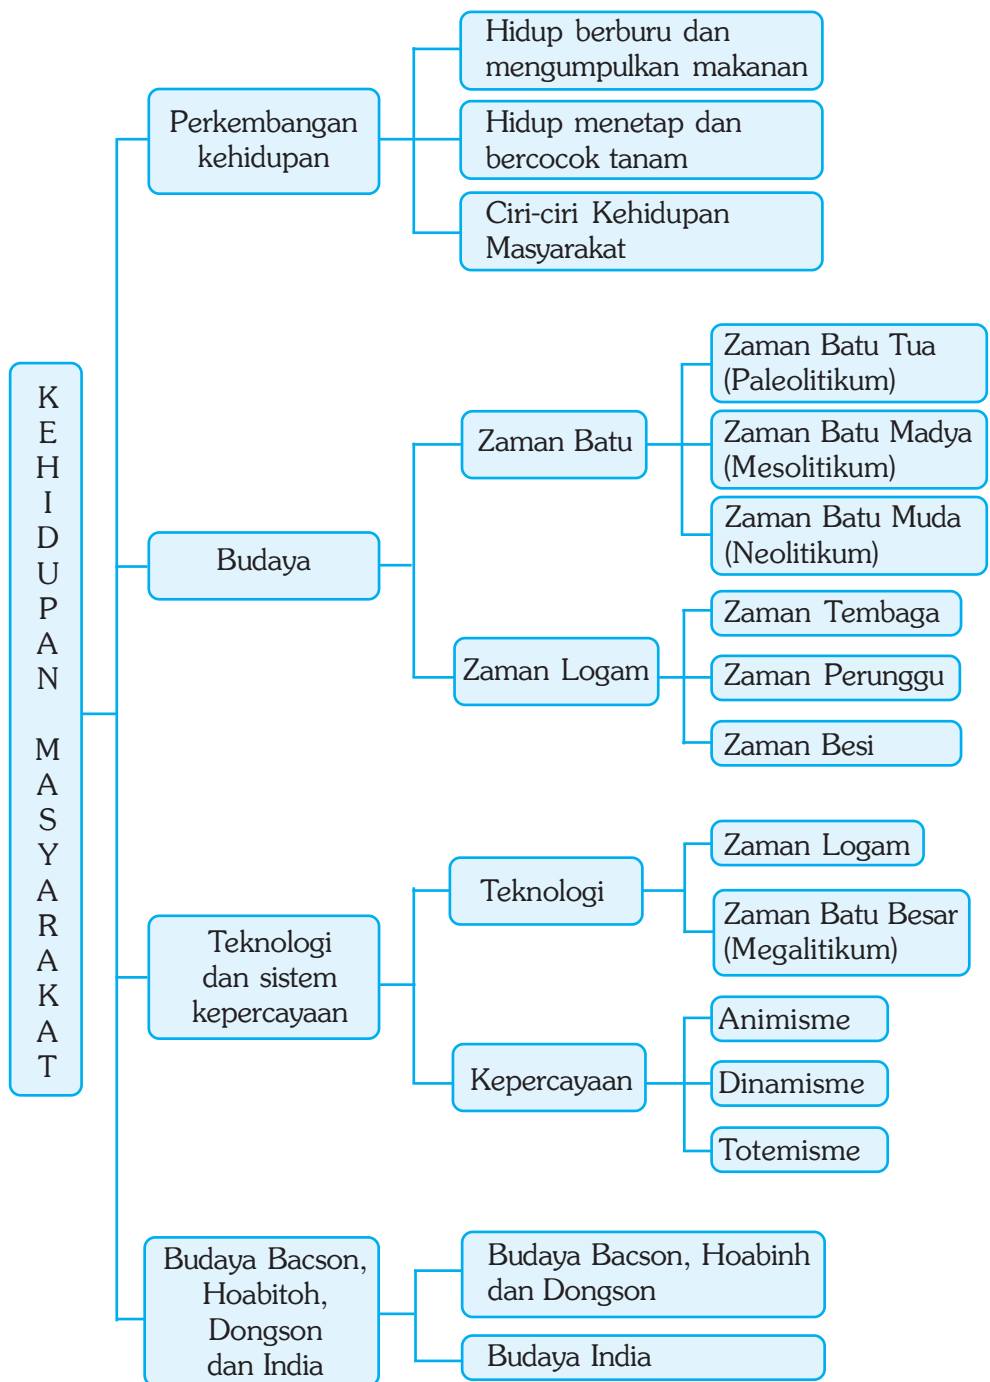 KEHIDUPAN MASYARAKAT
Perkembangan
kehidupan
Hidup berburu dan
mengumpulkan makanan
Hidup menetap dan
bercocok tanam
Ciri-ciri Kehidupan
Masyarakat
Budaya
Zaman Batu
Zaman Batu Tua
(Paleolitikum)
Zaman Batu Madya
(Mesolitikum)
Zaman Batu Muda
(Neolitikum)
Zaman Logam
Zaman Tembaga
Zaman Perunggu
Zaman Besi
Teknologi
dan sistem
kepercayaan
Teknologi
Zaman Logam
Zaman Batu Besar
(Megalitikum)
Kepercayaan
Animisme
Dinamisme
Totemisme
Budaya Bacson,
Hoabitoh,
Dongson
dan India
Budaya Bacson, Hoabinh
dan Dongson
Budaya India